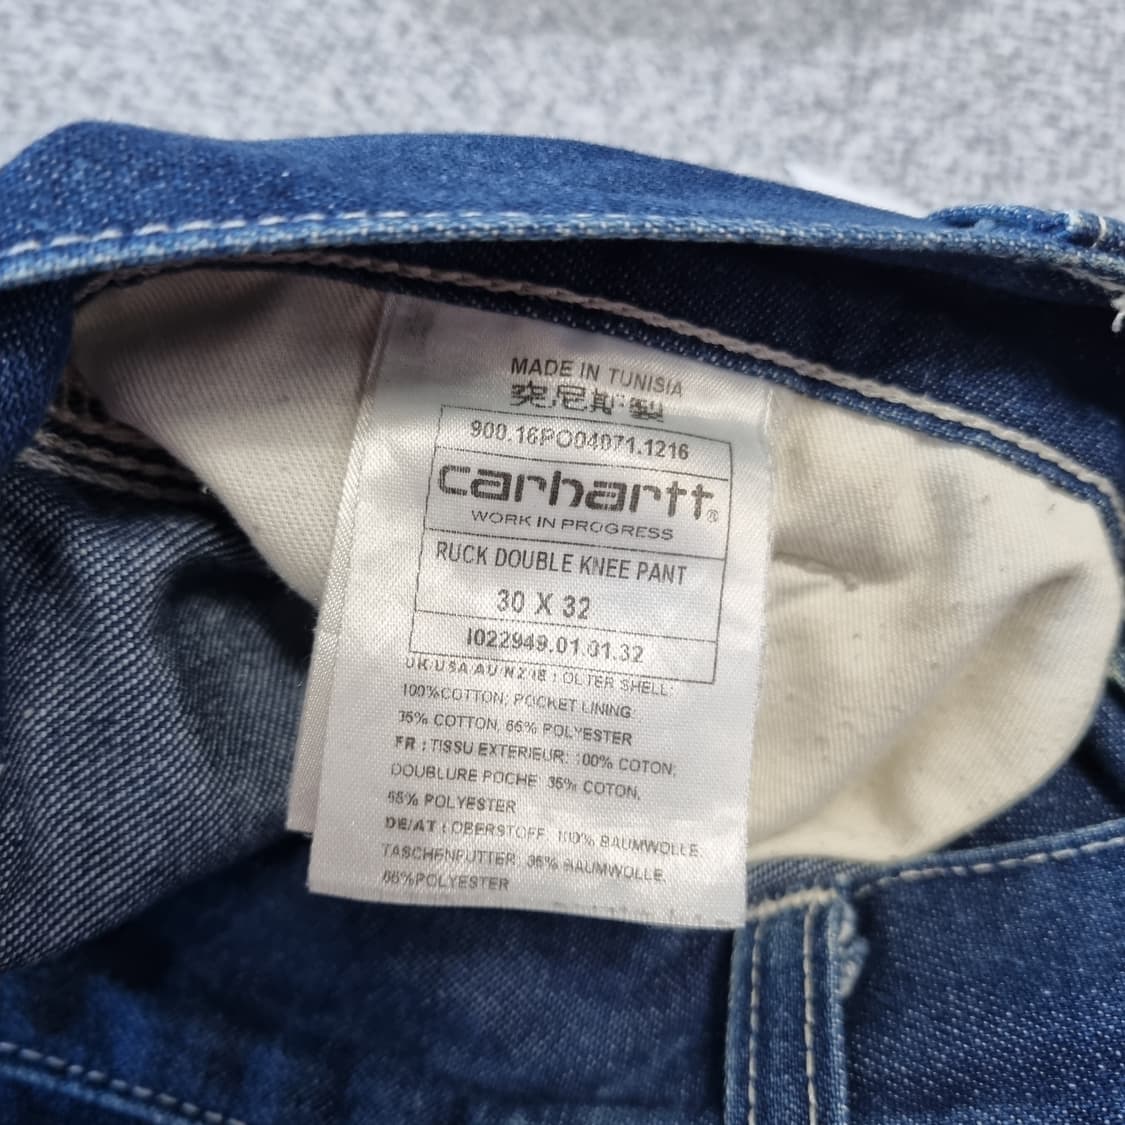 MADE IN TUNISIA
突尼斯製
900.16PO04071.1216
carhartt®
WORK IN PROGRESS
RUCK DOUBLE KNEE PANT
30 X 32
I022949.01.01.32
UK USA AU NZ IE : OUTER SHELL:
100%COTTON; POCKET LINING:
35% COTTON, 65% POLYESTER
FR : TISSU EXTERIEUR: 100% COTON;
DOUBLURE POCHE: 35% COTON,
65% POLYESTER
DE/AT : OBERSTOFF: 100% BAUMWOLLE;
TASCHENFUTTER: 35% BAUMWOLLE,
65%POLYESTER